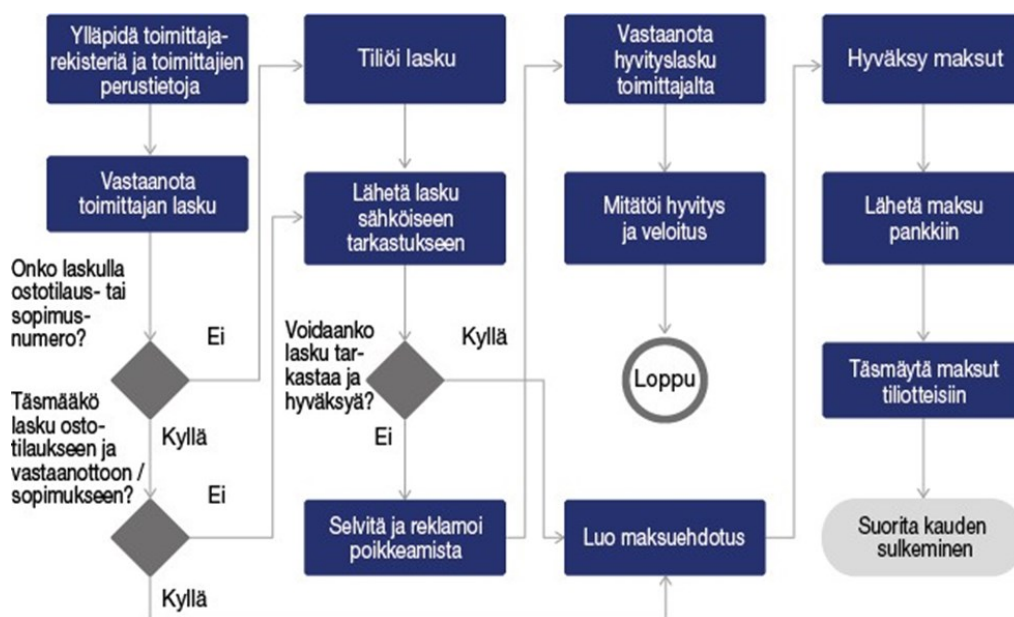 Ylläpidä toimittaja-
rekisteriä ja toimittajien
perustietoja
Vastaanota
toimittajan lasku
Onko laskulla
ostotilaus- tai
sopimus-
numero?
Ei
Kyllä
Täsmääkö
lasku osto-
tilaukseen ja
vastaanottoon /
sopimukseen?
Ei
Kyllä
Tiliöi lasku
Lähetä lasku
sähköiseen
tarkastukseen
Voidaanko
lasku tar-
kastaa ja
hyväksyä?
Kyllä
Ei
Selvitä ja reklamoi
poikkeamista
Vastaanota
hyvityslasku
toimittajalta
Mitätöi hyvitys
ja veloitus
Loppu
Luo maksuehdotus
Hyväksy maksut
Lähetä maksu
pankkiin
Täsmäytä maksut
tiliotteisiin
Suorita kauden
sulkeminen